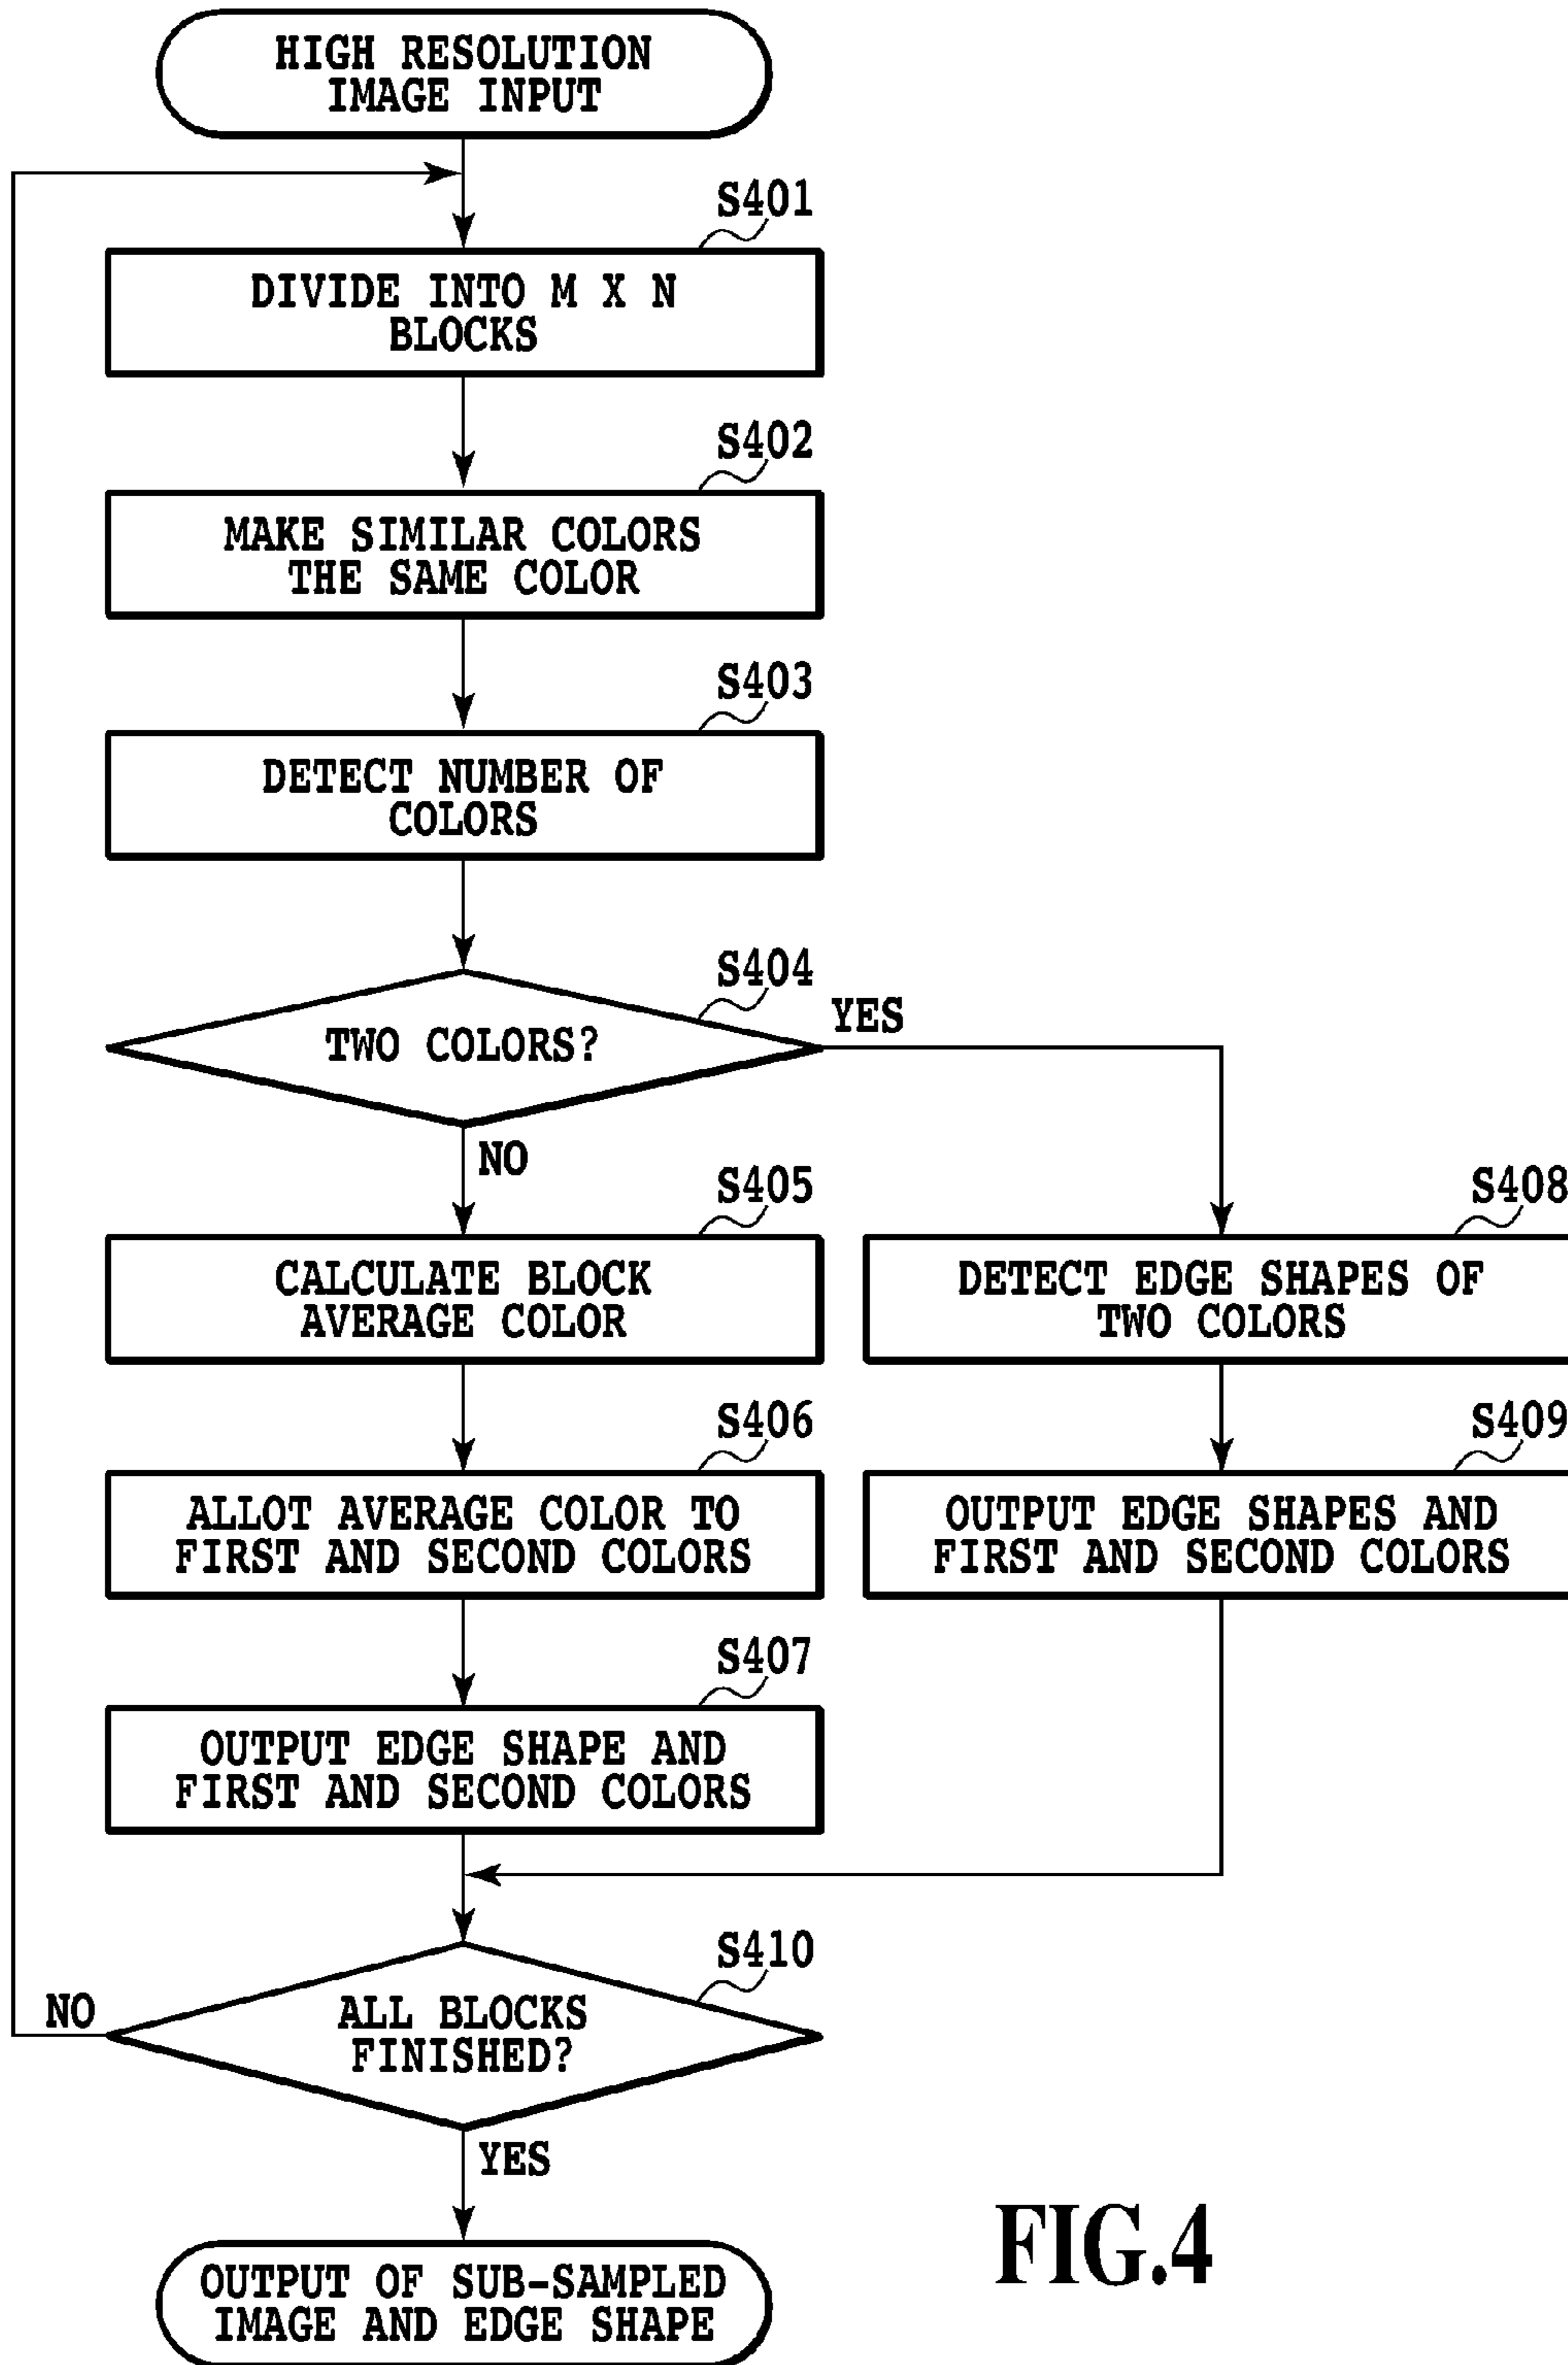 HIGH RESOLUTION
IMAGE INPUT
S401
DIVIDE INTO M X N
BLOCKS
S402
MAKE SIMILAR COLORS
THE SAME COLOR
S403
DETECT NUMBER OF
COLORS
S404
TWO COLORS?
YES
NO
S405
CALCULATE BLOCK
AVERAGE COLOR
S408
DETECT EDGE SHAPES OF
TWO COLORS
S406
ALLOT AVERAGE COLOR TO
FIRST AND SECOND COLORS
S409
OUTPUT EDGE SHAPES AND
FIRST AND SECOND COLORS
S407
OUTPUT EDGE SHAPE AND
FIRST AND SECOND COLORS
S410
ALL BLOCKS
FINISHED?
NO
YES
OUTPUT OF SUB-SAMPLED
IMAGE AND EDGE SHAPE
FIG.4